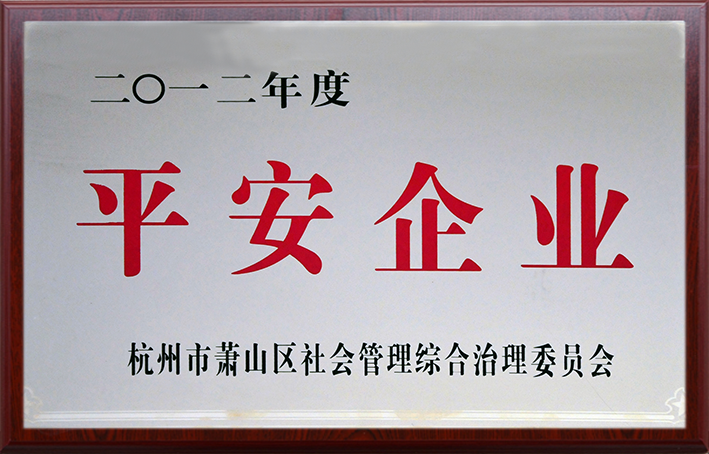 二〇一二年度
平安企业
杭州市萧山区社会管理综合治理委员会